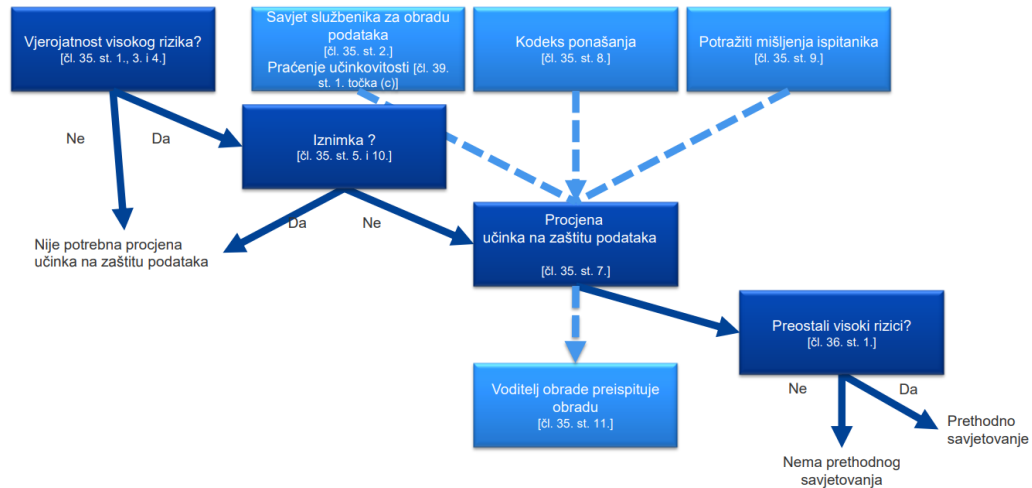 Vjerojatnost visokog rizika?
[čl. 35. st. 1., 3. i 4.]
Savjet službenika za obradu
podataka
[čl. 35. st. 2.]
Praćenje učinkovitosti [čl. 39.
st. 1. točka (c)]
Kodeks ponašanja
[čl. 35. st. 8.]
Potražiti mišljenja ispitanika
[čl. 35. st. 9.]
Ne
Da
Iznimka ?
[čl. 35. st. 5. i 10.]
Da
Ne
Nije potrebna procjena
učinka na zaštitu podataka
Procjena
učinka na zaštitu podataka
[čl. 35. st. 7.]
Preostali visoki rizici?
[čl. 36. st. 1.]
Voditelj obrade preispituje
obradu
[čl. 35. st. 11.]
Ne
Da
Prethodno
savjetovanje
Nema prethodnog
savjetovanja